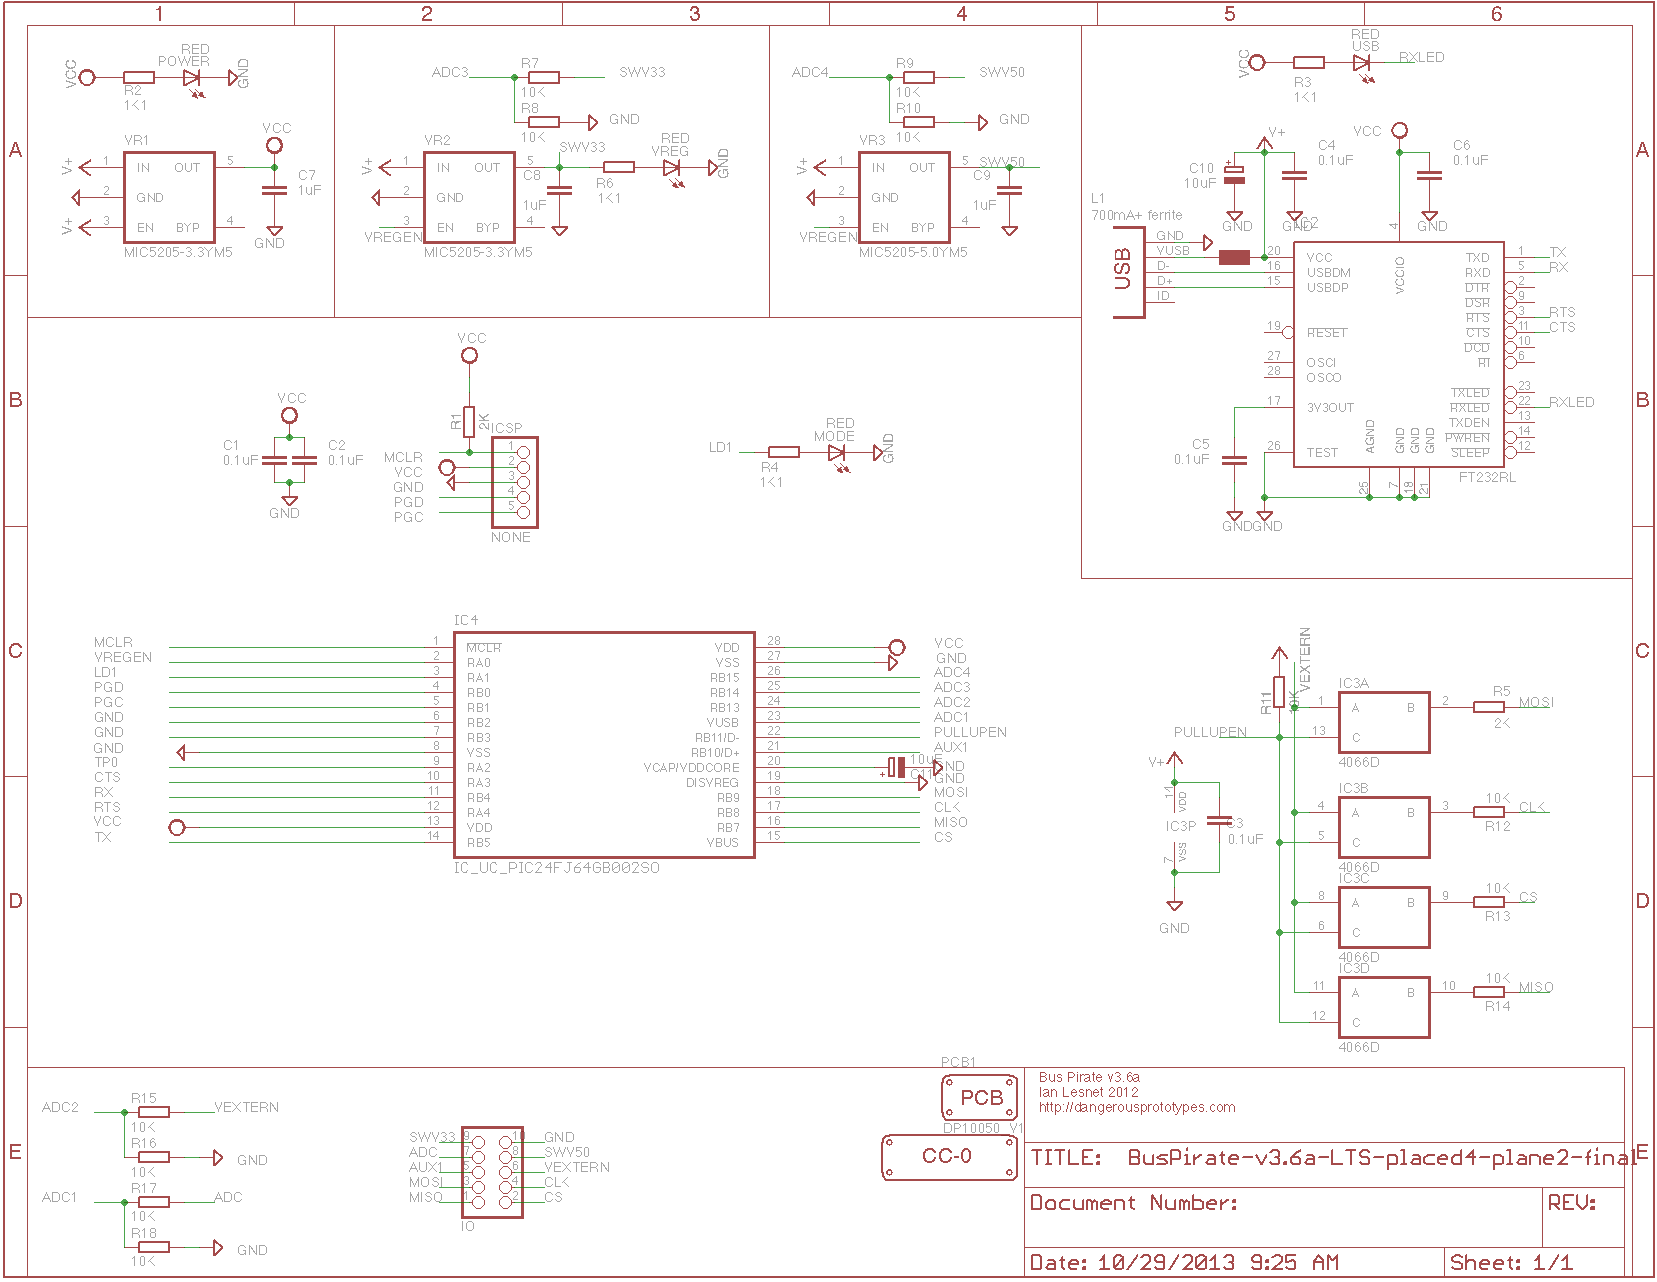 1 2 3 4 5 6
A
B
C
D
E
A
B
C
D
E
VCC
RED
POWER
GND
R2
1K1
VR1
V+
1
IN
OUT
5
VCC
C7
1uF
2
GND
V+
3
EN
BYP
4
GND
MIC5205-3.3YM5
ADC3
R7
10K
SWV33
R8
10K
GND
VR2
V+
1
IN
OUT
5
SWV33
C8
1uF
R6
1K1
RED
VREG
GND
2
GND
3
VREGEN
EN
BYP
4
MIC5205-3.3YM5
ADC4
R9
10K
SWV50
R10
10K
GND
VR3
V+
1
IN
OUT
5
SWV50
C9
1uF
2
GND
3
VREGEN
EN
BYP
4
MIC5205-5.0YM5
VCC
RED
USB
RXLED
R3
1K1
V+
C10
10uF
C4
0.1uF
VCC
C6
0.1uF
GND
GND
GND
L1
700mA+ ferrite
USB
GND
VUSB
D-
D+
ID
IC2
20 VCC
16 USBDM
15 USBDP
19 RESET
27 OSCI
28 OSCO
17 3V3OUT
26 TEST
4
VCCIO
TXD 1 TX
RXD 5 RX
DTR 2
DSR 9
RTS 3 RTS
CTS 11 CTS
DCD 10
RI 6
TXLED 23
RXLED 22 RXLED
TXDEN 13
PWREN 14
SLEEP 12
AGND
GND
GND
GND
25
7
18
21
FT232RL
C5
0.1uF
GND
GND
VCC
C1
0.1uF
C2
0.1uF
GND
VCC
R1
2K
ICSP
MCLR 1
VCC 2
GND 3
PGD 4
PGC 5
NONE
LD1
R4
1K1
RED
MODE
GND
IC4
MCLR 1 MCLR
VREGEN 2 RA0
LD1 3 RA1
PGD 4 RB0
PGC 5 RB1
GND 6 RB2
GND 7 RB3
GND 8 VSS
TP0 9 RA2
CTS 10 RA3
RX 11 RB4
RTS 12 RA4
VCC 13 VDD
TX 14 RB5
VDD 28 VCC
VSS 27 GND
RB15 26 ADC4
RB14 25 ADC3
RB13 24 ADC2
VUSB 23 ADC1
RB11/D- 22 PULLUPEN
RB10/D+ 21 AUX1
VCAP/VDDCORE 20
10uF
C11
GND
DISVREG 19 GND
RB9 18 MOSI
RB8 17 CLK
RB7 16 MISO
VBUS 15 CS
IC_UC_PIC24FJ64GB002SO
VEXTERN
R11
10K
PULLUPEN
V+
14
VDD
IC3P
C3
0.1uF
7
VSS
GND
IC3A
1 A B 2
R5
2K
MOSI
13 C
4066D
IC3B
4 A B 3
10K
R12
CLK
5 C
4066D
IC3C
8 A B 9
10K
R13
CS
6 C
4066D
IC3D
11 A B 10
10K
R14
MISO
12 C
4066D
ADC2
R15
10K
VEXTERN
R16
10K
GND
ADC1
R17
10K
ADC
R18
10K
GND
SWV33 9 10 GND
ADC 7 8 SWV50
AUX1 5 6 VEXTERN
MOSI 3 4 CLK
MISO 1 2 CS
IO
PCB1
PCB
DP10050_V1
CC-0
Bus Pirate v3.6a
Ian Lesnet 2012
http://dangerousprototypes.com
TITLE: BusPirate-v3.6a-LTS-placed4-plane2-final
Document Number:
REV:
Date: 10/29/2013 9:25 AM
Sheet: 1/1